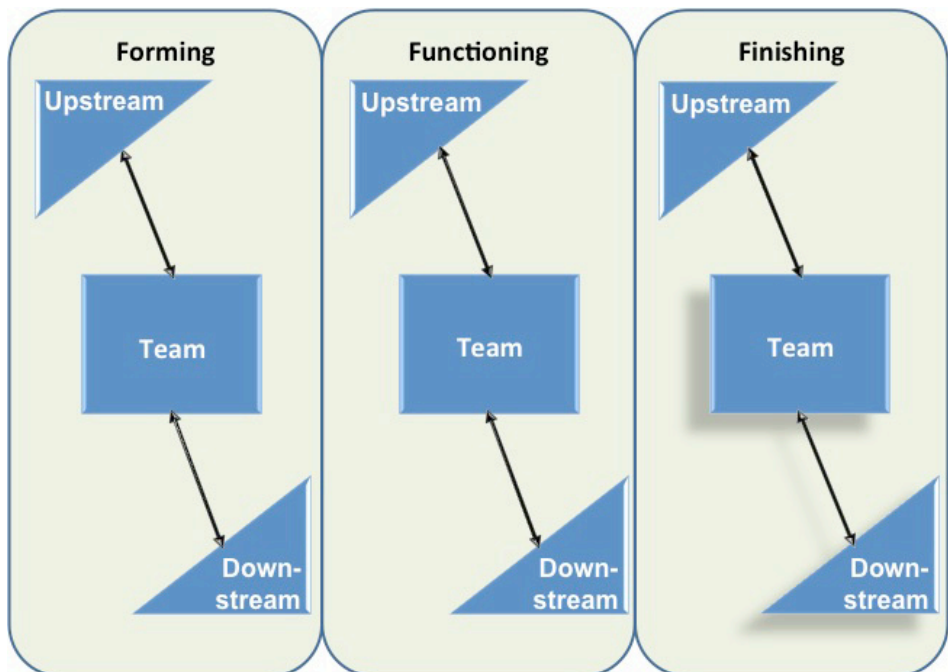 Forming
Upstream
Team
Down-
stream
Functioning
Upstream
Team
Down-
stream
Finishing
Upstream
Team
Down-
stream